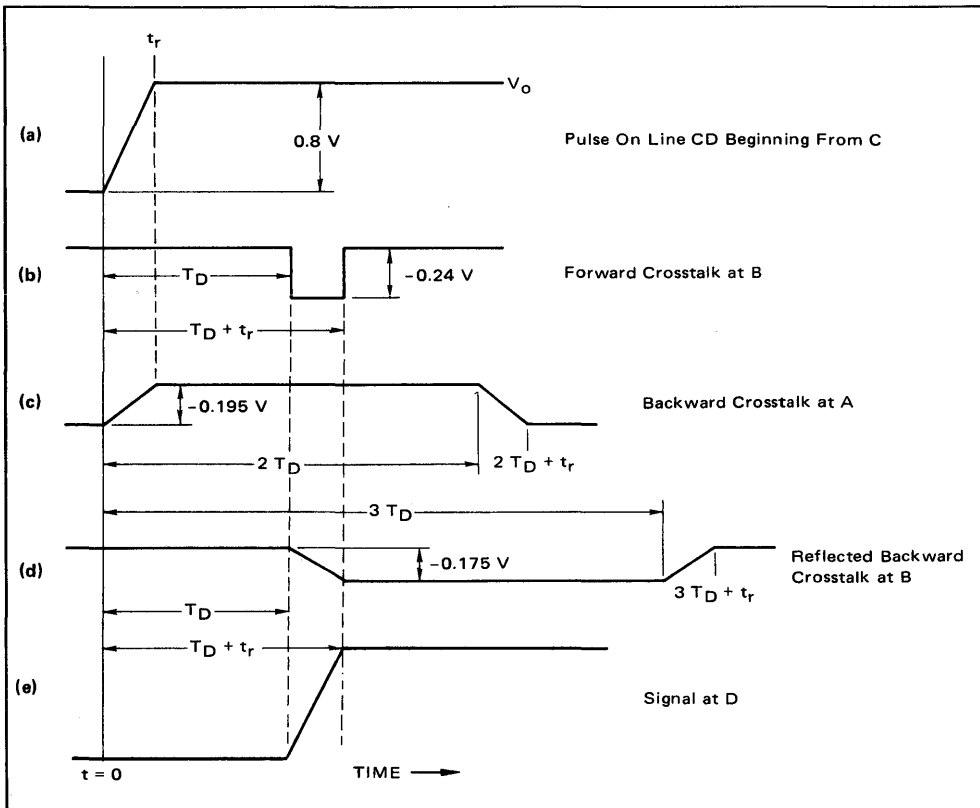 t_r
V_o
(a)
0.8 V
Pulse On Line CD Beginning From C
(b)
T_D
-0.24 V
Forward Crosstalk at B
T_D + t_r
(c)
-0.195 V
Backward Crosstalk at A
2 T_D
2 T_D + t_r
3 T_D
(d)
-0.175 V
Reflected Backward
Crosstalk at B
3 T_D + t_r
T_D
T_D + t_r
(e)
Signal at D
t = 0
TIME